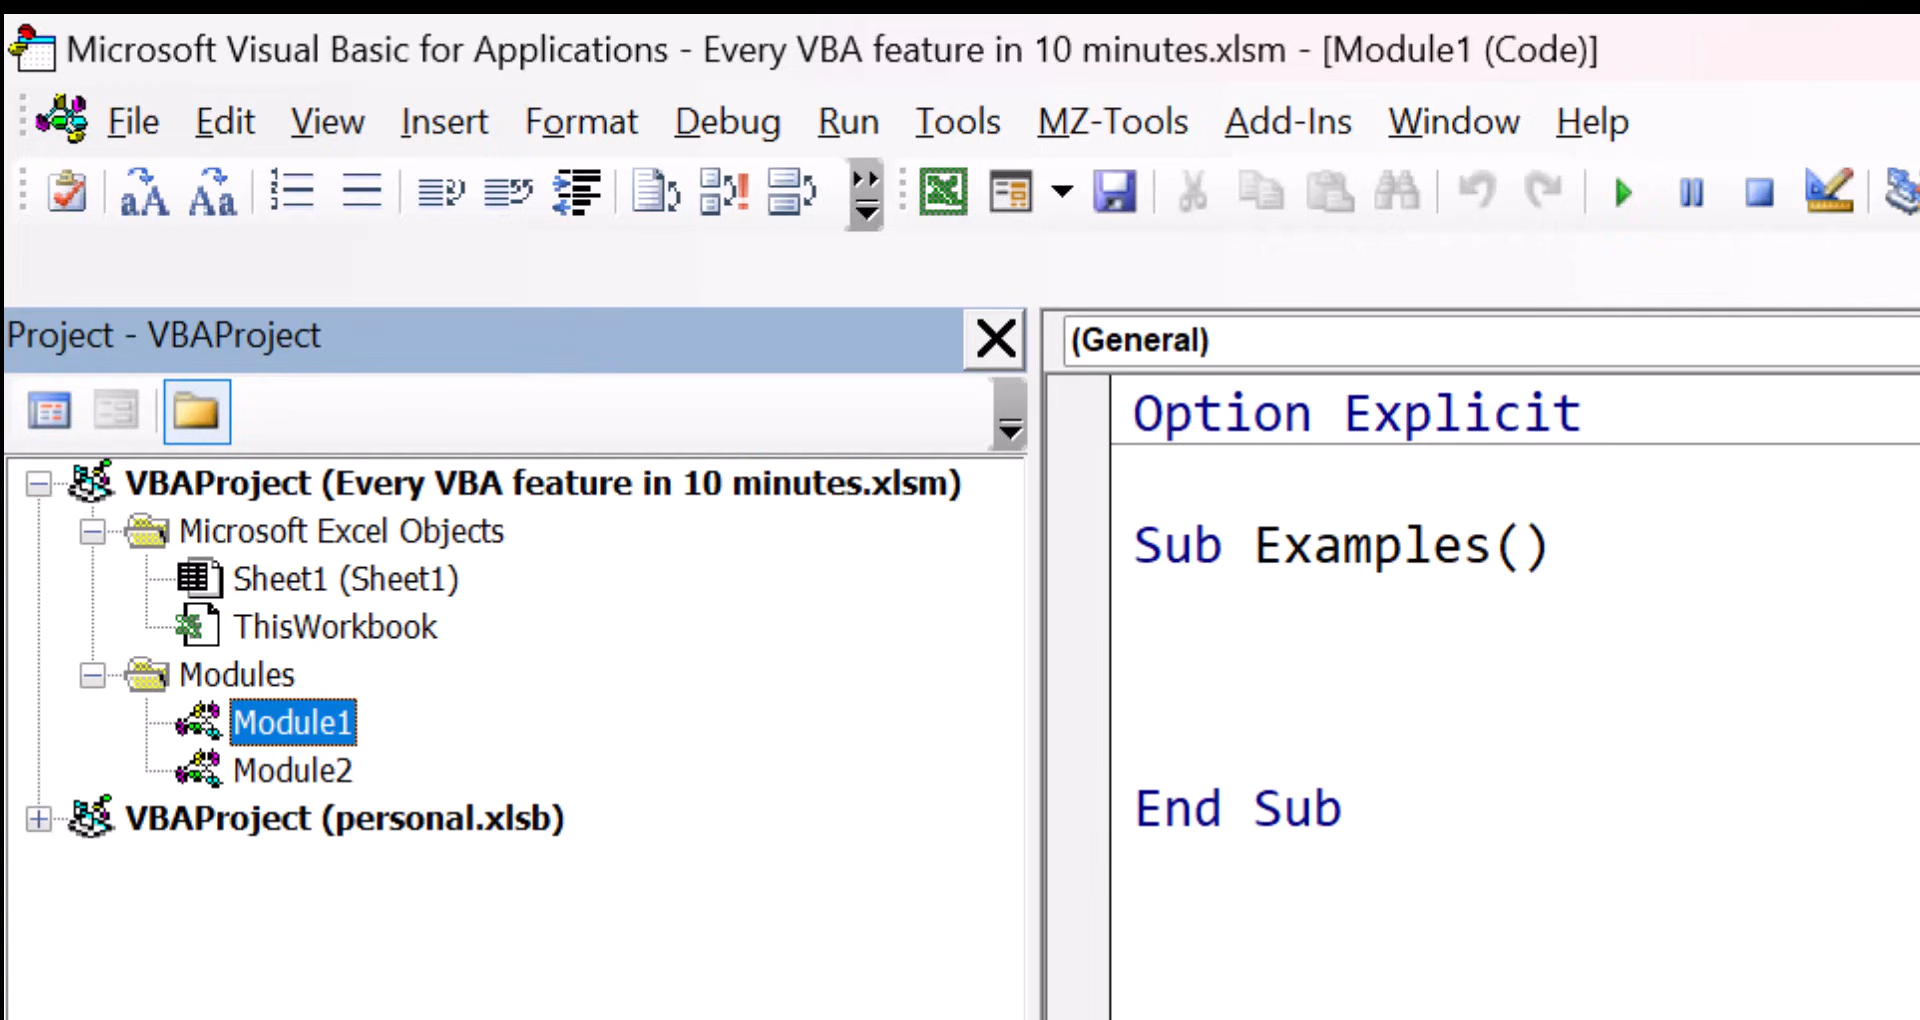 Microsoft Visual Basic for Applications - Every VBA feature in 10 minutes.xlsm - [Module1 (Code)]
File Edit View Insert Format Debug Run Tools MZ-Tools Add-Ins Window Help
Project - VBAProject
(General)
VBAProject (Every VBA feature in 10 minutes.xlsm)
Microsoft Excel Objects
Sheet1 (Sheet1)
ThisWorkbook
Modules
Module1
Module2
VBAProject (personal.xlsb)
Option Explicit
Sub Examples()
End Sub